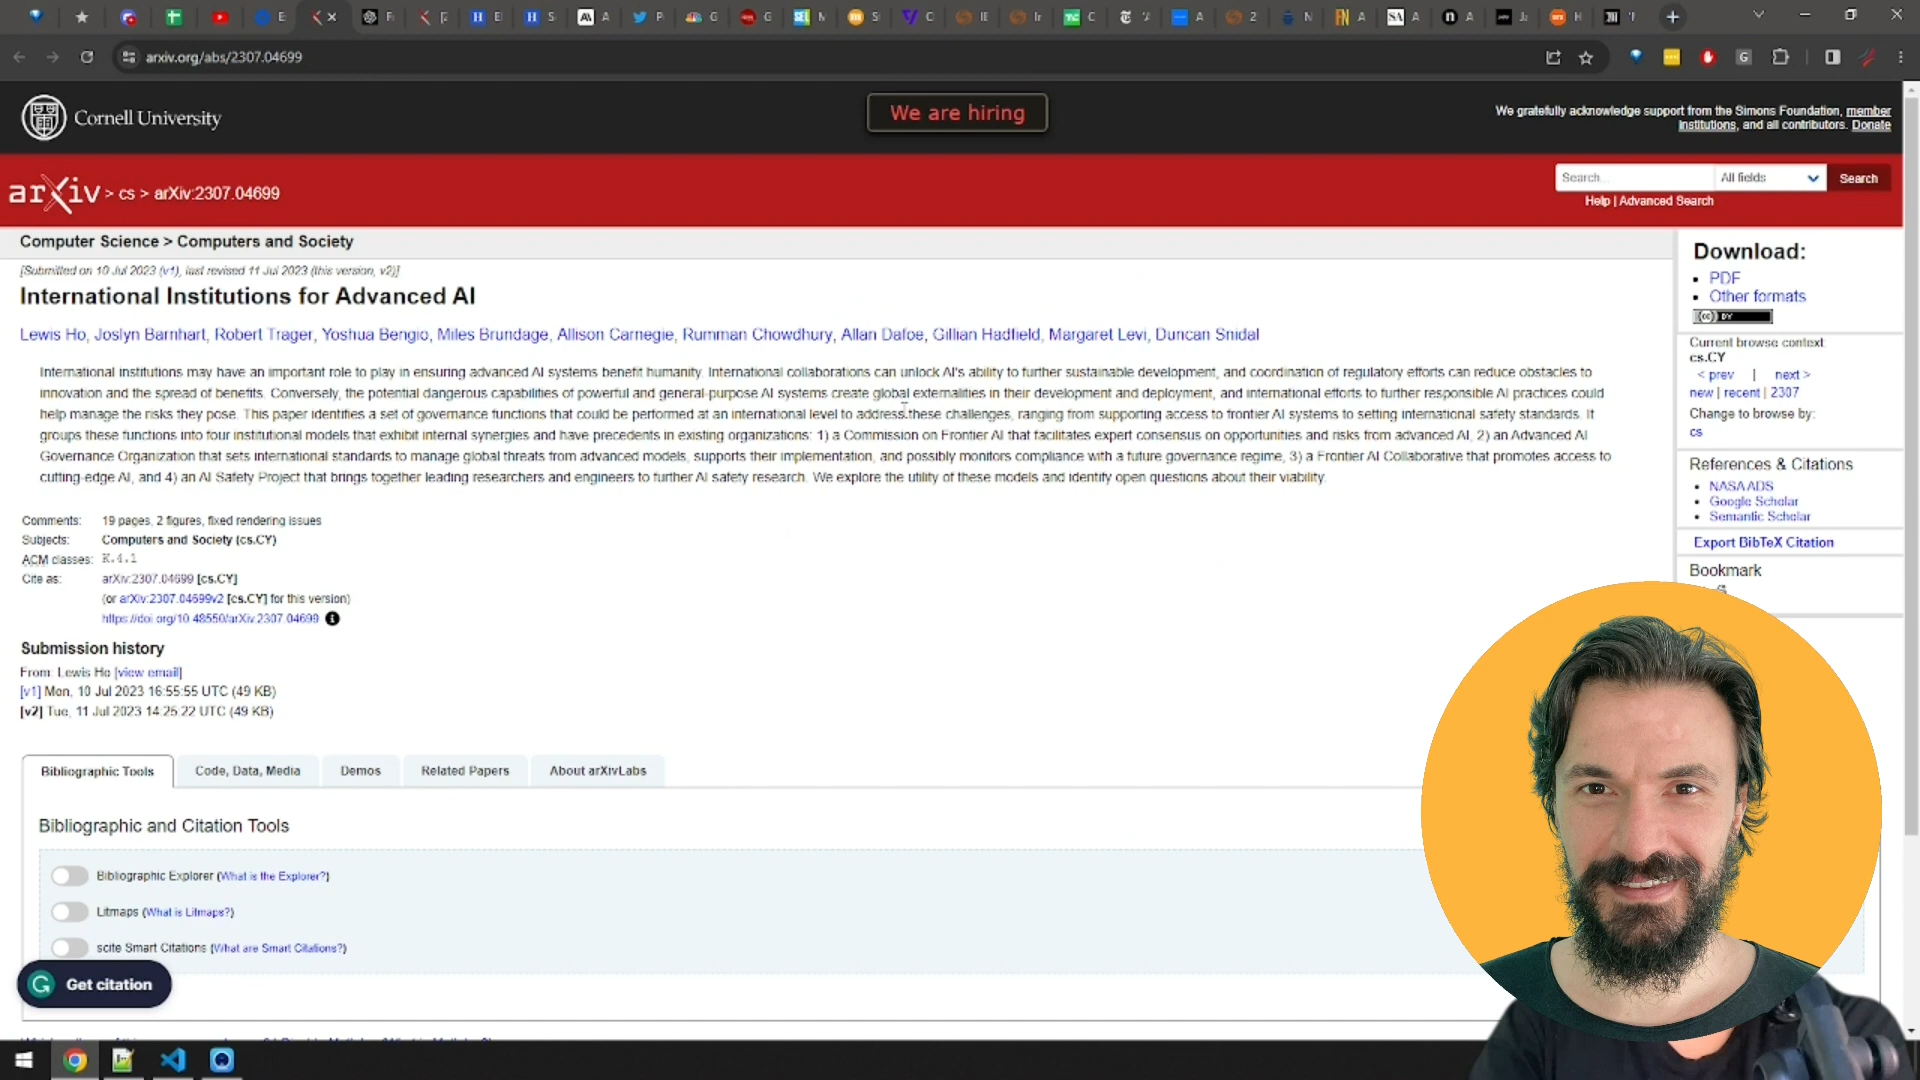 arxiv.org/abs/2307.04699
Cornell University
We are hiring
We gratefully acknowledge support from the Simons Foundation, member
institutions, and all contributors. Donate
arXiv > cs > arXiv:2307.04699
Search...
All fields
Search
Help | Advanced Search
Computer Science > Computers and Society
[Submitted on 10 Jul 2023 (v1), last revised 11 Jul 2023 (this version, v2)]
International Institutions for Advanced AI
Lewis Ho, Joslyn Barnhart, Robert Trager, Yoshua Bengio, Miles Brundage, Allison Carnegie, Rumman Chowdhury, Allan Dafoe, Gillian Hadfield, Margaret Levi, Duncan Snidal
International institutions may have an important role to play in ensuring advanced AI systems benefit humanity. International collaborations can unlock AI's ability to further sustainable development, and coordination of regulatory efforts can reduce obstacles to
innovation and the spread of benefits. Conversely, the potential dangerous capabilities of powerful and general-purpose AI systems create global externalities in their development and deployment, and international efforts to further responsible AI practices could
help manage the risks they pose. This paper identifies a set of governance functions that could be performed at an international level to address these challenges, ranging from supporting access to frontier AI systems to setting international safety standards. It
groups these functions into four institutional models that exhibit internal synergies and have precedents in existing organizations: 1) a Commission on Frontier AI that facilitates expert consensus on opportunities and risks from advanced AI, 2) an Advanced AI
Governance Organization that sets international standards to manage global threats from advanced models, supports their implementation, and possibly monitors compliance with a future governance regime, 3) a Frontier AI Collaborative that promotes access to
cutting-edge AI, and 4) an AI Safety Project that brings together leading researchers and engineers to further AI safety research. We explore the utility of these models and identify open questions about their viability.
Comments: 19 pages, 2 figures, fixed rendering issues
Subjects: Computers and Society (cs.CY)
ACM classes: K.4.1
Cite as: arXiv:2307.04699 [cs.CY]
(or arXiv:2307.04699v2 [cs.CY] for this version)
https://doi.org/10.48550/arXiv.2307.04699
Submission history
From: Lewis Ho [view email]
[v1] Mon, 10 Jul 2023 16:55:55 UTC (49 KB)
[v2] Tue, 11 Jul 2023 14:25:22 UTC (49 KB)
Download:
PDF
Other formats
(cc) BY
Current browse context:
cs.CY
< prev | next >
new | recent | 2307
Change to browse by:
cs
References & Citations
NASA ADS
Google Scholar
Semantic Scholar
Export BibTeX Citation
Bookmark
Bibliographic Tools
Code, Data, Media
Demos
Related Papers
About arXivLabs
Bibliographic and Citation Tools
Bibliographic Explorer (What is the Explorer?)
Litmaps (What is Litmaps?)
scite Smart Citations (What are Smart Citations?)
Get citation